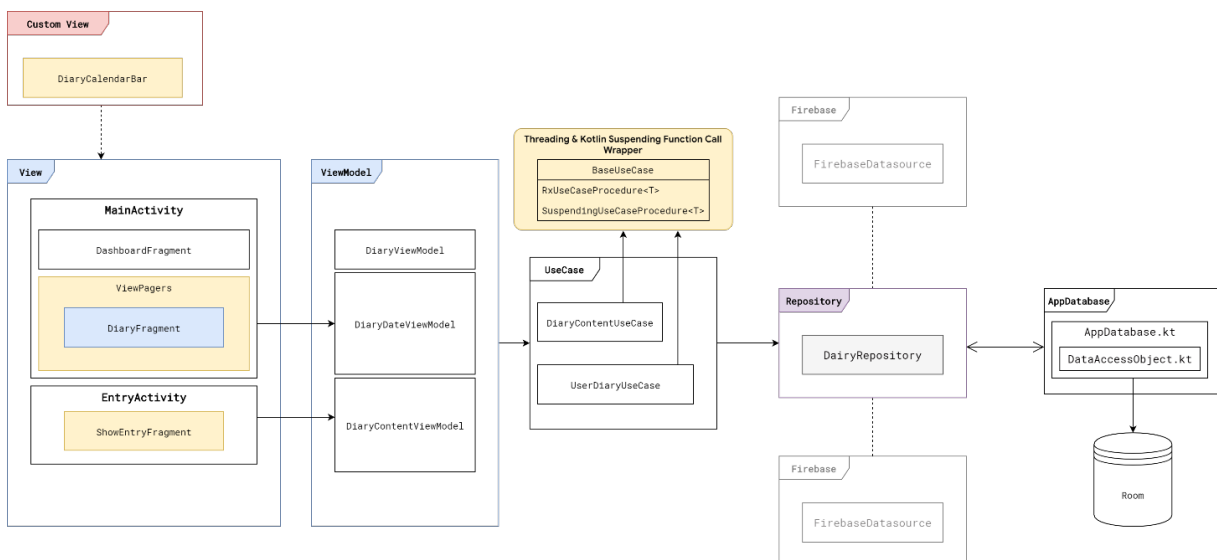 Custom View
DiaryCalendarBar
View
MainActivity
DashboardFragment
ViewPagers
DiaryFragment
EntryActivity
ShowEntryFragment
ViewModel
DiaryViewModel
DiaryDateViewModel
DiaryContentViewModel
Threading & Kotlin Suspending Function Call
Wrapper
BaseUseCase
RxUseCaseProcedure<T>
SuspendingUseCaseProcedure<T>
UseCase
DiaryContentUseCase
UserDiaryUseCase
Firebase
FirebaseDatasource
Repository
DairyRepository
Firebase
FirebaseDatasource
AppDatabase
AppDatabase.kt
DataAccessObject.kt
Room